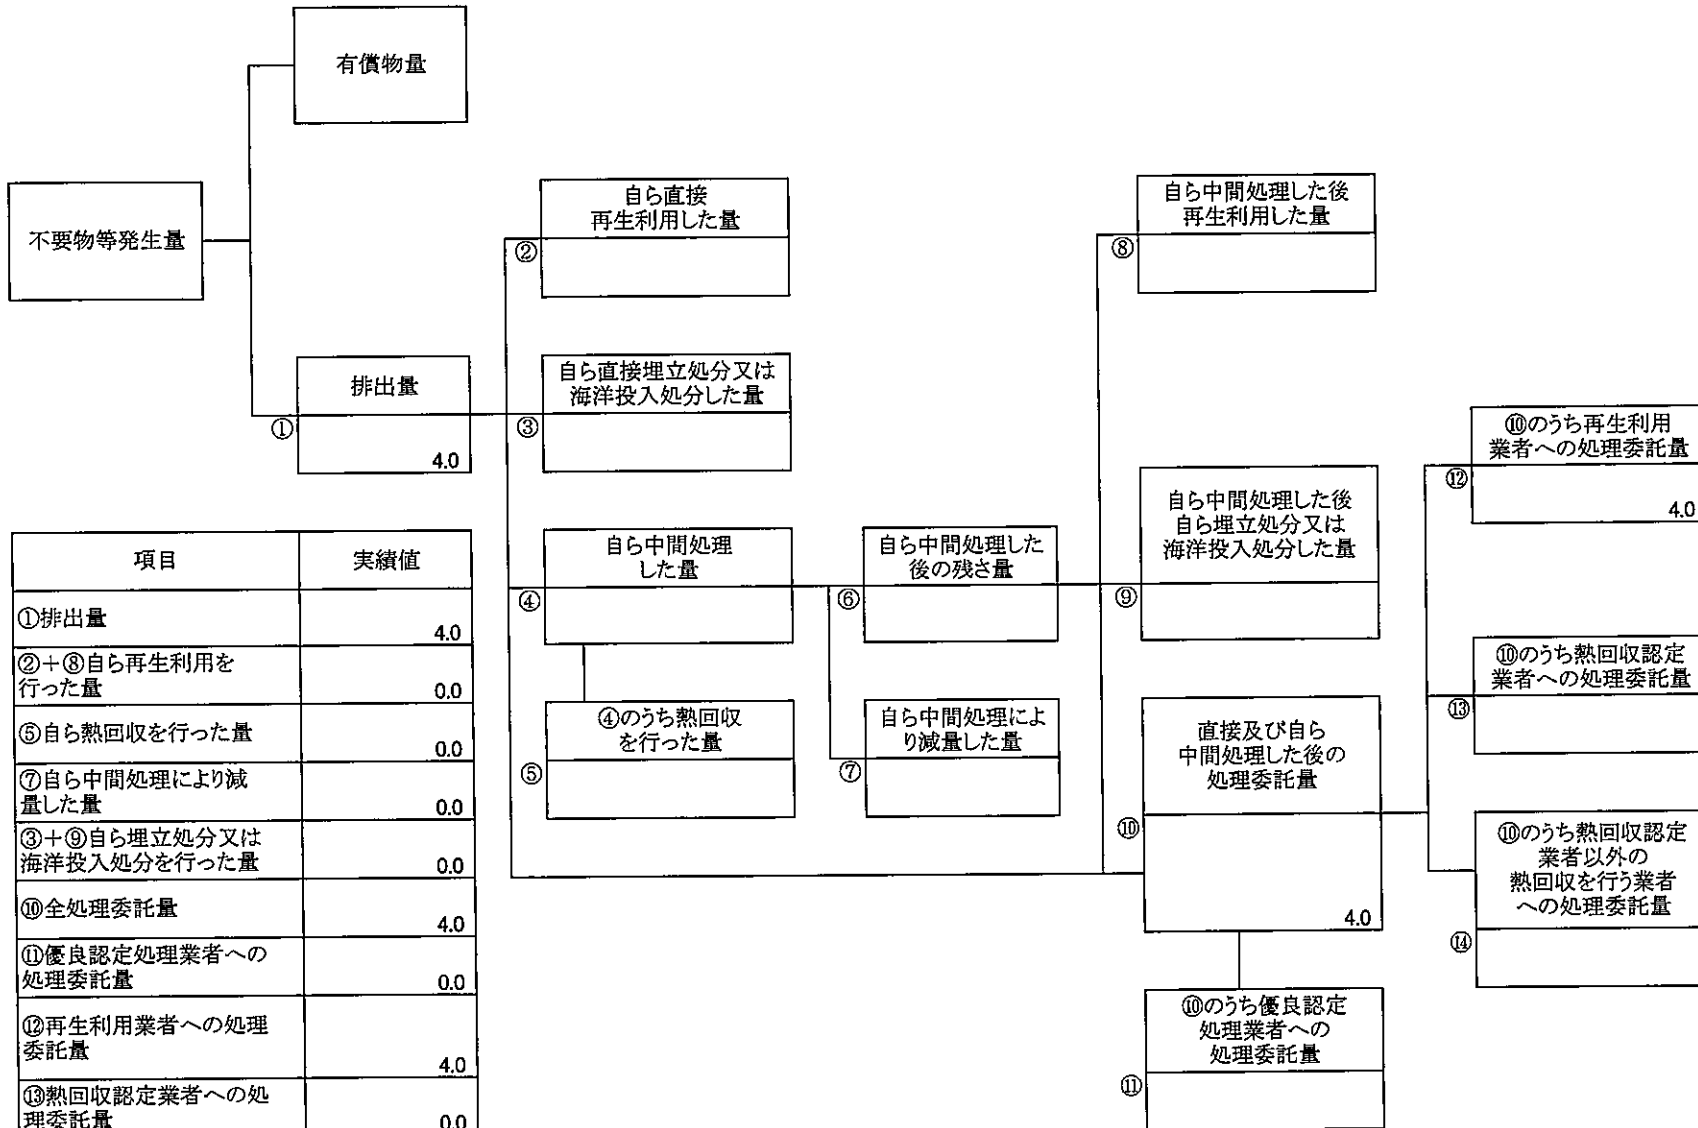 有償物量
不要物等発生量
排出量
①
4.0
自ら直接
再生利用した量
②
自ら直接埋立処分又は
海洋投入処分した量
③
自ら中間処理
した量
④
④のうち熱回収
を行った量
⑤
自ら中間処理した
後の残さ量
⑥
自ら中間処理によ
り減量した量
⑦
自ら中間処理した後
再生利用した量
⑧
自ら中間処理した後
自ら埋立処分又は
海洋投入処分した量
⑨
直接及び自ら
中間処理した後の
処理委託量
⑩
4.0
⑩のうち優良認定
処理業者への
処理委託量
⑪
⑩のうち再生利用
業者への処理委託量
⑫
4.0
⑩のうち熱回収認定
業者への処理委託量
⑬
⑩のうち熱回収認定
業者以外の
熱回収を行う業者
への処理委託量
⑭
項目 実績値
①排出量
4.0
②+⑧自ら再生利用を
行った量 0.0
⑤自ら熱回収を行った量
0.0
⑦自ら中間処理により減
量した量 0.0
③+⑨自ら埋立処分又は
海洋投入処分を行った量 0.0
⑩全処理委託量
4.0
⑪優良認定処理業者への
処理委託量 0.0
⑫再生利用業者への処理
委託量
4.0
⑬熱回収認定業者への処
理委託量 0.0